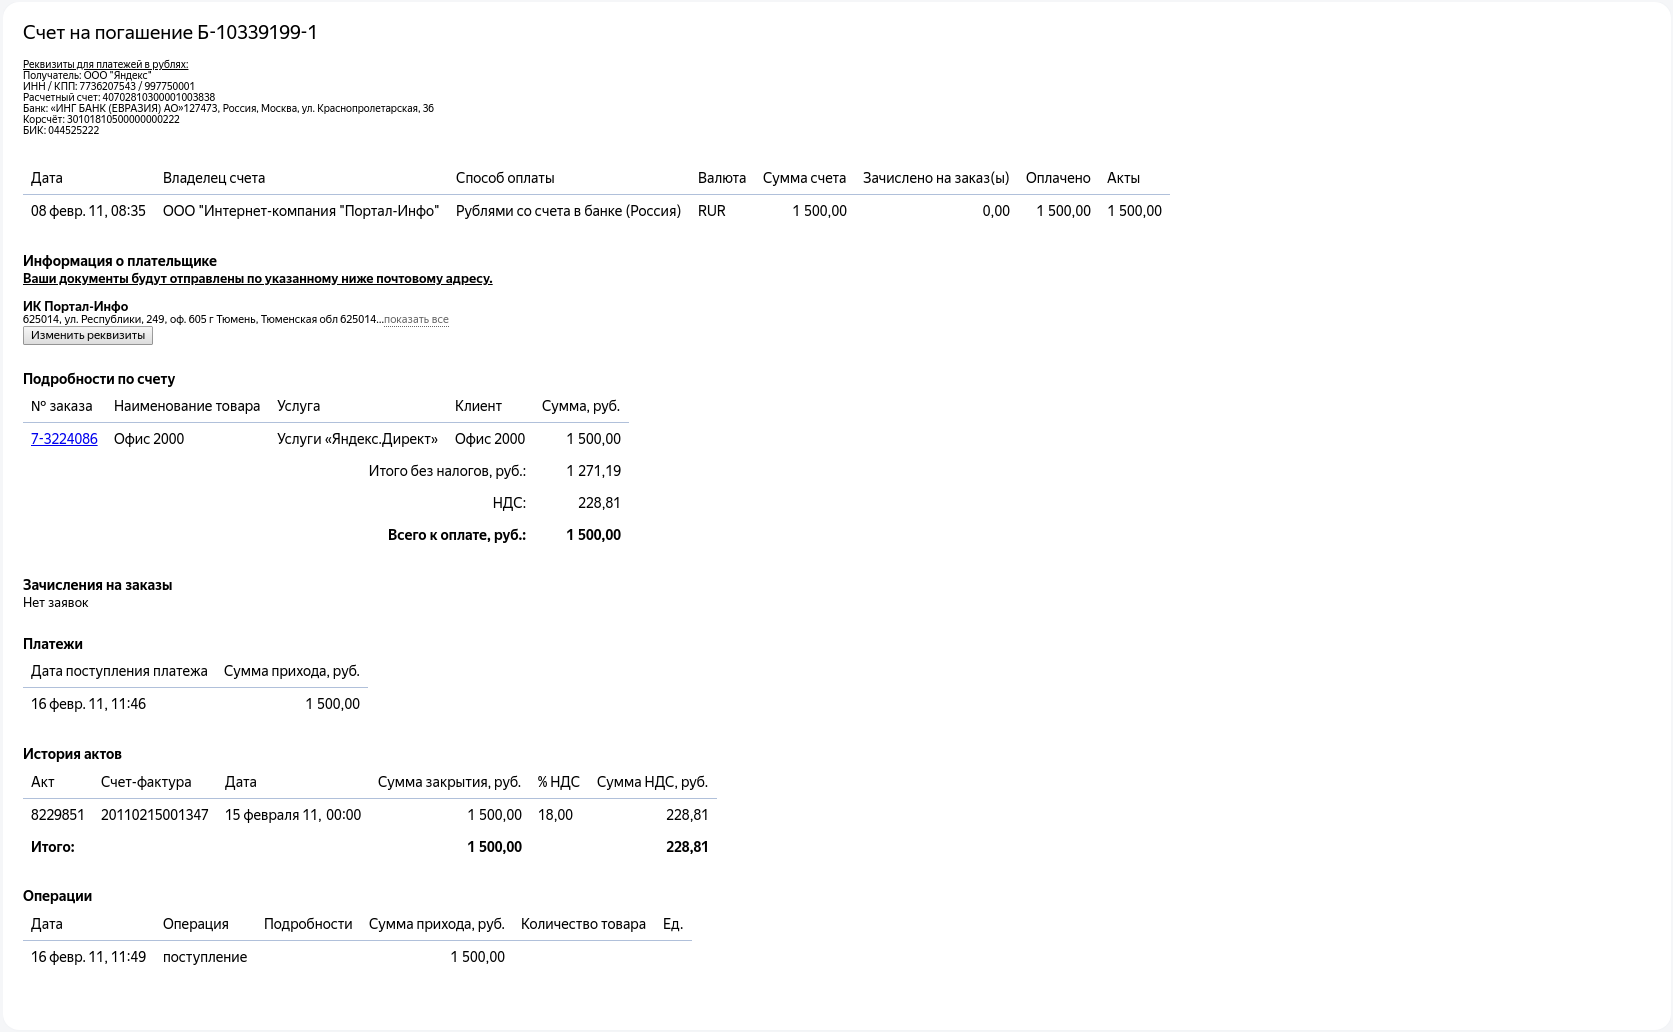 Счет на погашение Б-10339199-1
Реквизиты для платежей в рублях:
Получатель: ООО "Яндекс"
ИНН / КПП: 7736207543 / 997750001
Расчетный счет: 40702810300001003838
Банк: «ИНГ БАНК (ЕВРАЗИЯ) АО»127473, Россия, Москва, ул. Краснопролетарская, 36
Корсчёт: 30101810500000000222
БИК: 044525222
Дата Владелец счета Способ оплаты Валюта Сумма счета Зачислено на заказ(ы) Оплачено Акты
08 февр. 11, 08:35 ООО "Интернет-компания "Портал-Инфо" Рублями со счета в банке (Россия) RUR 1 500,00 0,00 1 500,00 1 500,00
Информация о плательщике
Ваши документы будут отправлены по указанному ниже почтовому адресу.
ИК Портал-Инфо
625014, ул. Республики, 249, оф. 605 г Тюмень, Тюменская обл 625014...показать все
Изменить реквизиты
Подробности по счету
№ заказа Наименование товара Услуга Клиент Сумма, руб.
7-3224086 Офис 2000 Услуги «Яндекс.Директ» Офис 2000 1 500,00
Итого без налогов, руб.: 1 271,19
НДС: 228,81
Всего к оплате, руб.: 1 500,00
Зачисления на заказы
Нет заявок
Платежи
Дата поступления платежа Сумма прихода, руб.
16 февр. 11, 11:46 1 500,00
История актов
Акт Счет-фактура Дата Сумма закрытия, руб. % НДС Сумма НДС, руб.
8229851 20110215001347 15 февраля 11, 00:00 1 500,00 18,00 228,81
Итого: 1 500,00 228,81
Операции
Дата Операция Подробности Сумма прихода, руб. Количество товара Ед.
16 февр. 11, 11:49 поступление 1 500,00